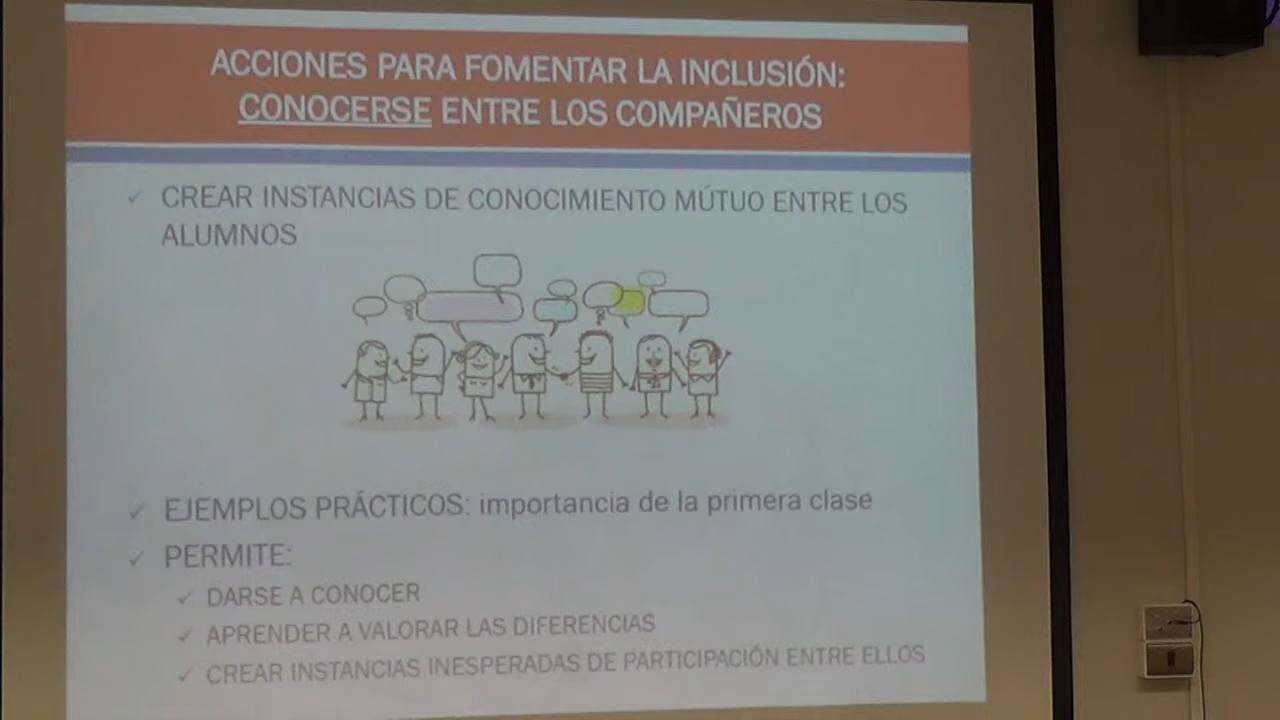 ACCIONES PARA FOMENTAR LA INCLUSIÓN:
CONOCERSE ENTRE LOS COMPAÑEROS
✓ CREAR INSTANCIAS DE CONOCIMIENTO MÚTUO ENTRE LOS
ALUMNOS
✓ EJEMPLOS PRÁCTICOS: importancia de la primera clase
✓ PERMITE:
✓ DARSE A CONOCER
✓ APRENDER A VALORAR LAS DIFERENCIAS
✓ CREAR INSTANCIAS INESPERADAS DE PARTICIPACIÓN ENTRE ELLOS